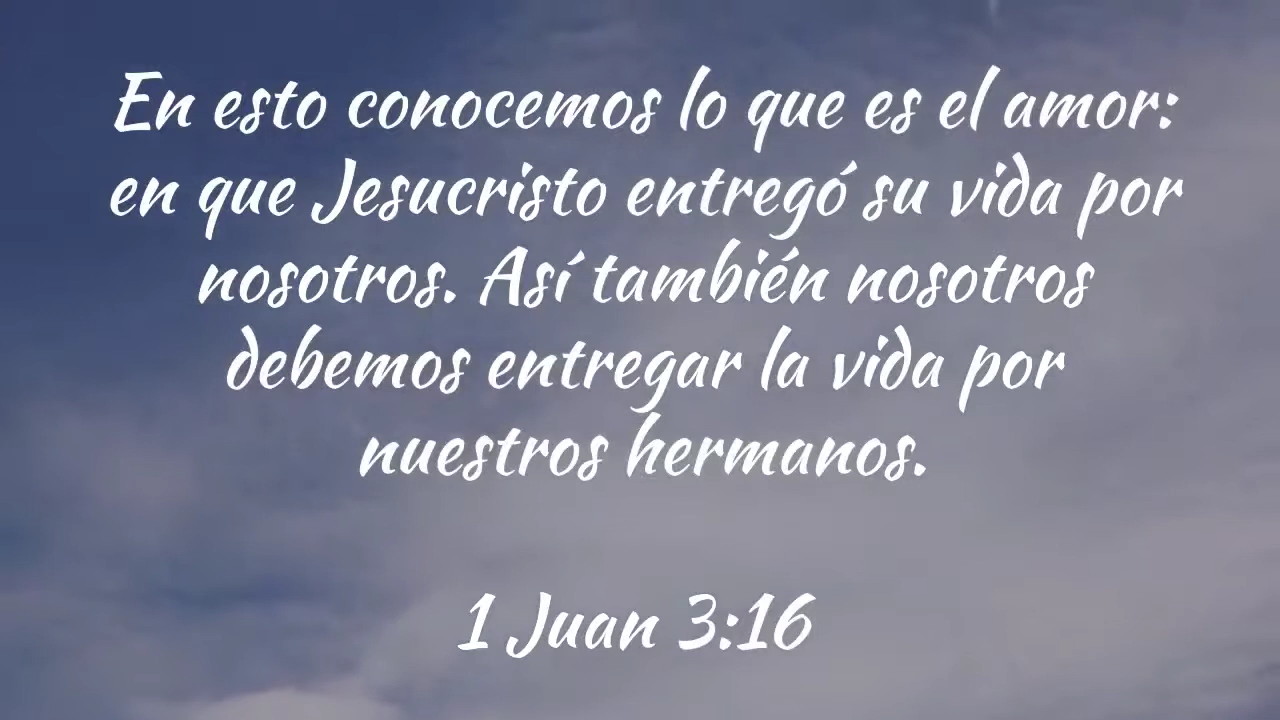 En esto conocemos lo que es el amor:
en que Jesucristo entregó su vida por
nosotros. Así también nosotros
debemos entregar la vida por
nuestros hermanos.
1 Juan 3:16